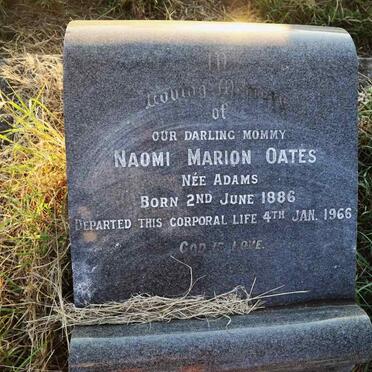 In
Loving Memory
of
OUR DARLING MOMMY
NAOMI MARION OATES
NÉE ADAMS
BORN 2ND JUNE 1886
DEPARTED THIS CORPORAL LIFE 4TH JAN. 1966
GOD IS LOVE.